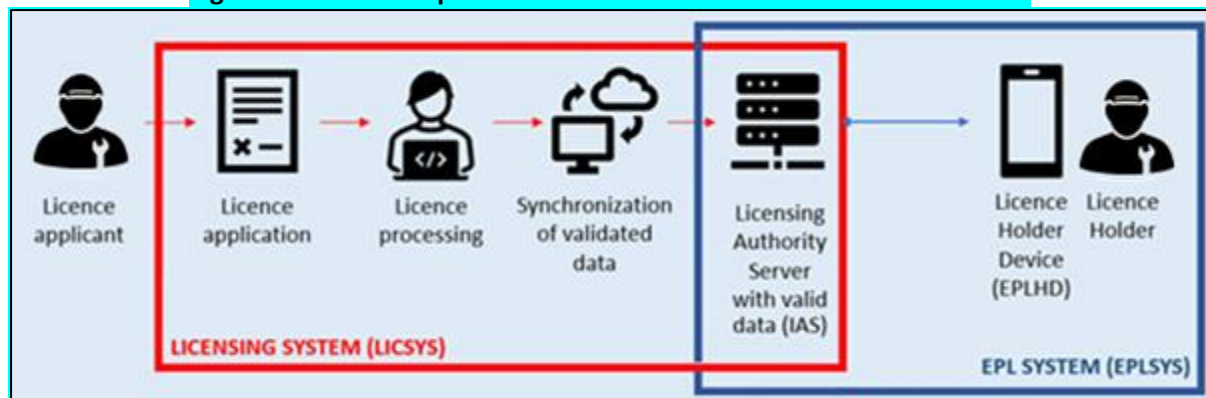 Licence
applicant
Licence
application
</>
Licence
processing
Synchronization
of validated
data
Licensing
Authority
Server
with valid
data (IAS)
Licence
Holder
Device
(EPLHD)
Licence
Holder
LICENSING SYSTEM (LICSYS)
EPL SYSTEM (EPLSYS)